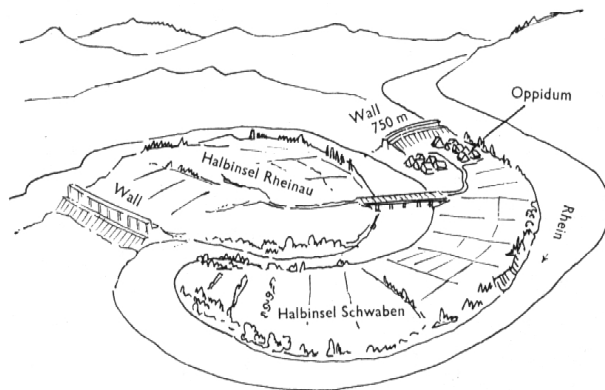 Oppidum
Wall
750 m
Halbinsel Rheinau
Wall
Rhein
Halbinsel Schwaben